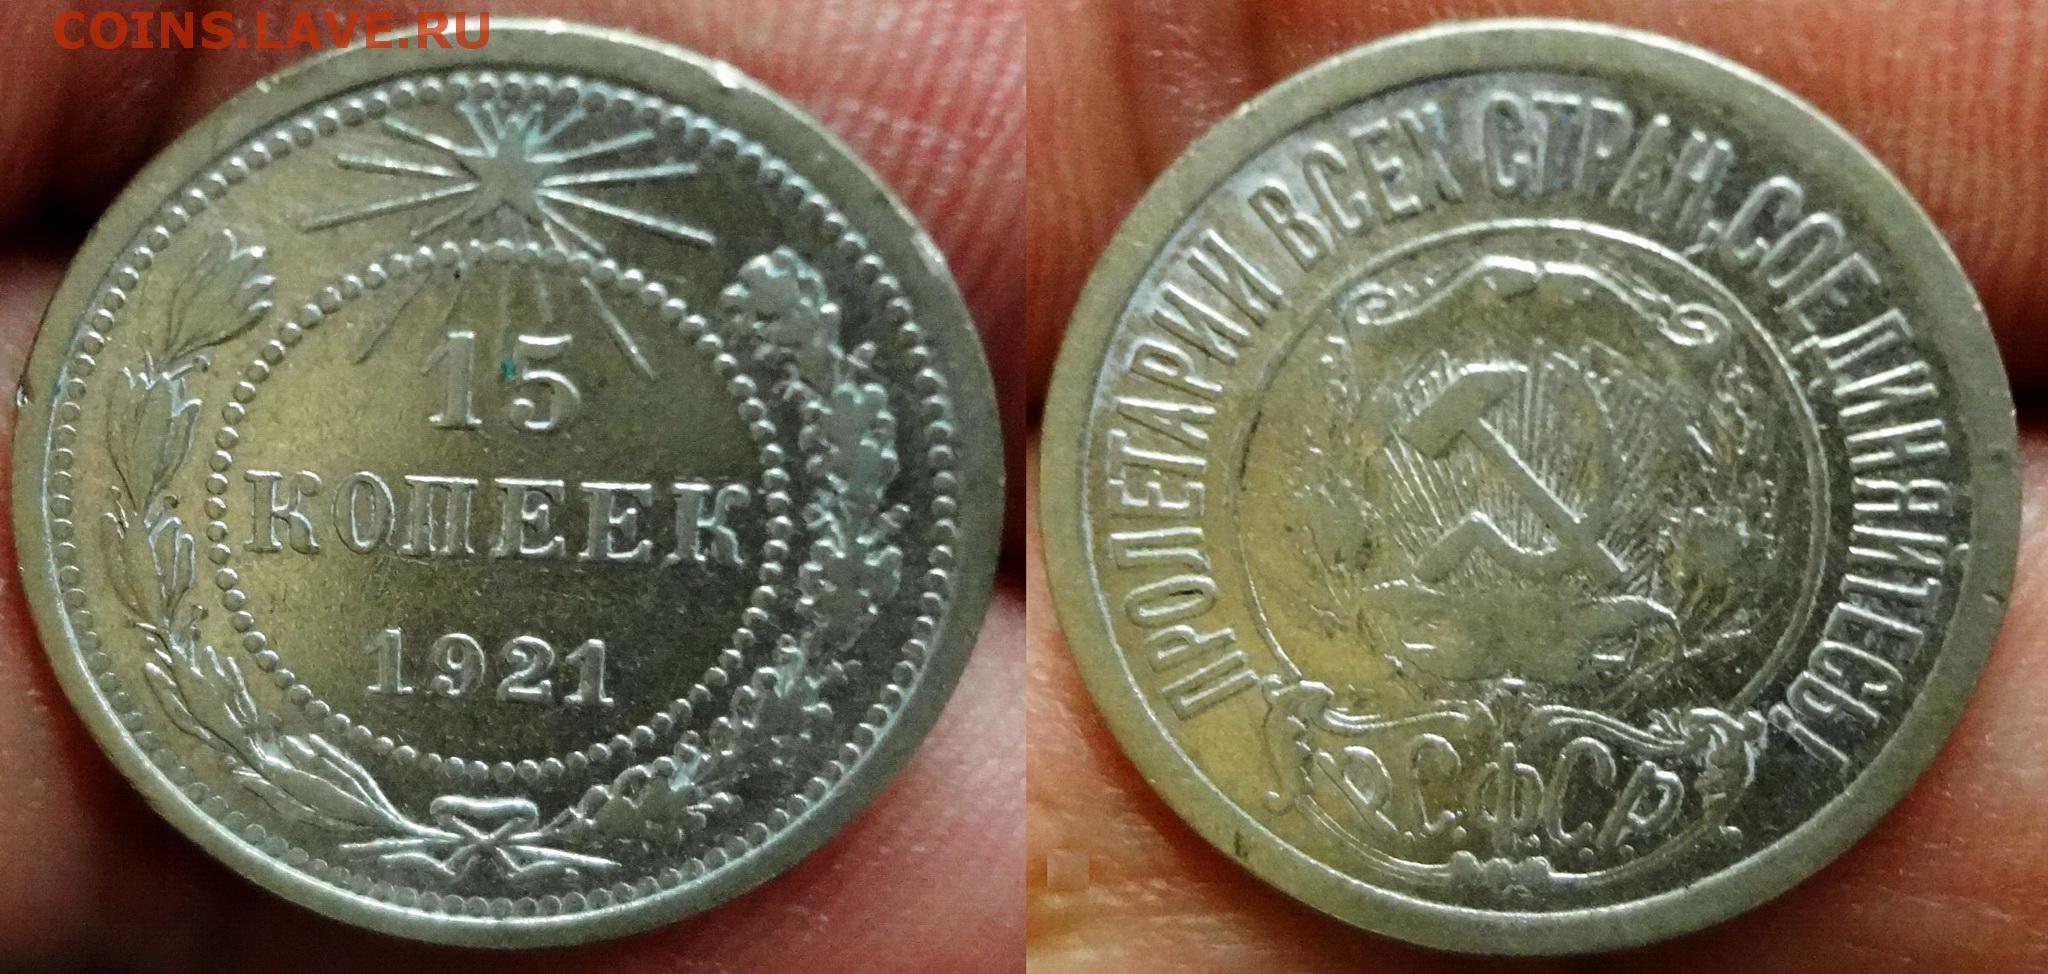 COINS.LAVE.RU
15
КОПЕЕК
1921
ПРОЛЕТАРИИ ВСЕХ СТРАН, СОЕДИНЯЙТЕСЬ!
Р.С.Ф.С.Р.